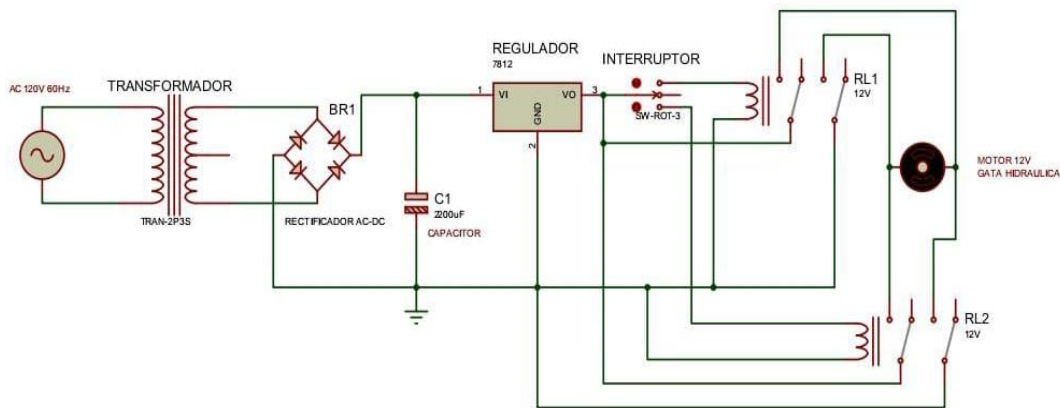 AC 120V 60Hz
TRANSFORMADOR
TRAN-2P3S
BR1
RECTIFICADOR AC-DC
C1
2200uF
CAPACITOR
REGULADOR
7812
1
VI
VO
3
GND
2
INTERRUPTOR
SW-ROT-3
RL1
12V
MOTOR 12V
GATA HIDRAULICA
RL2
12V